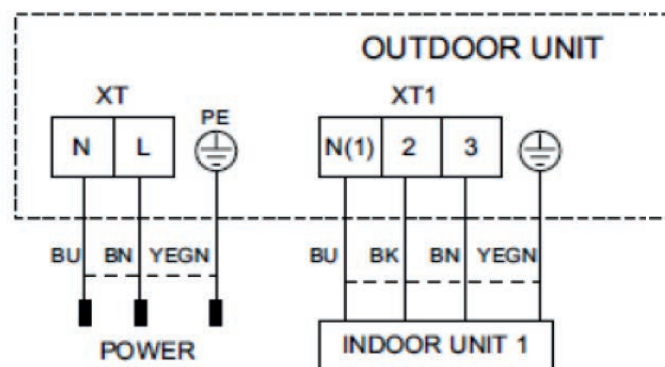 OUTDOOR UNIT
XT XT1
PE
N L N(1) 2 3
BU BN YEGN BU BK BN YEGN
POWER INDOOR UNIT 1